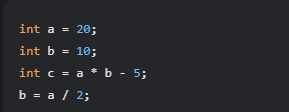 int a = 20;
int b = 10;
int c = a * b - 5;
b = a / 2;